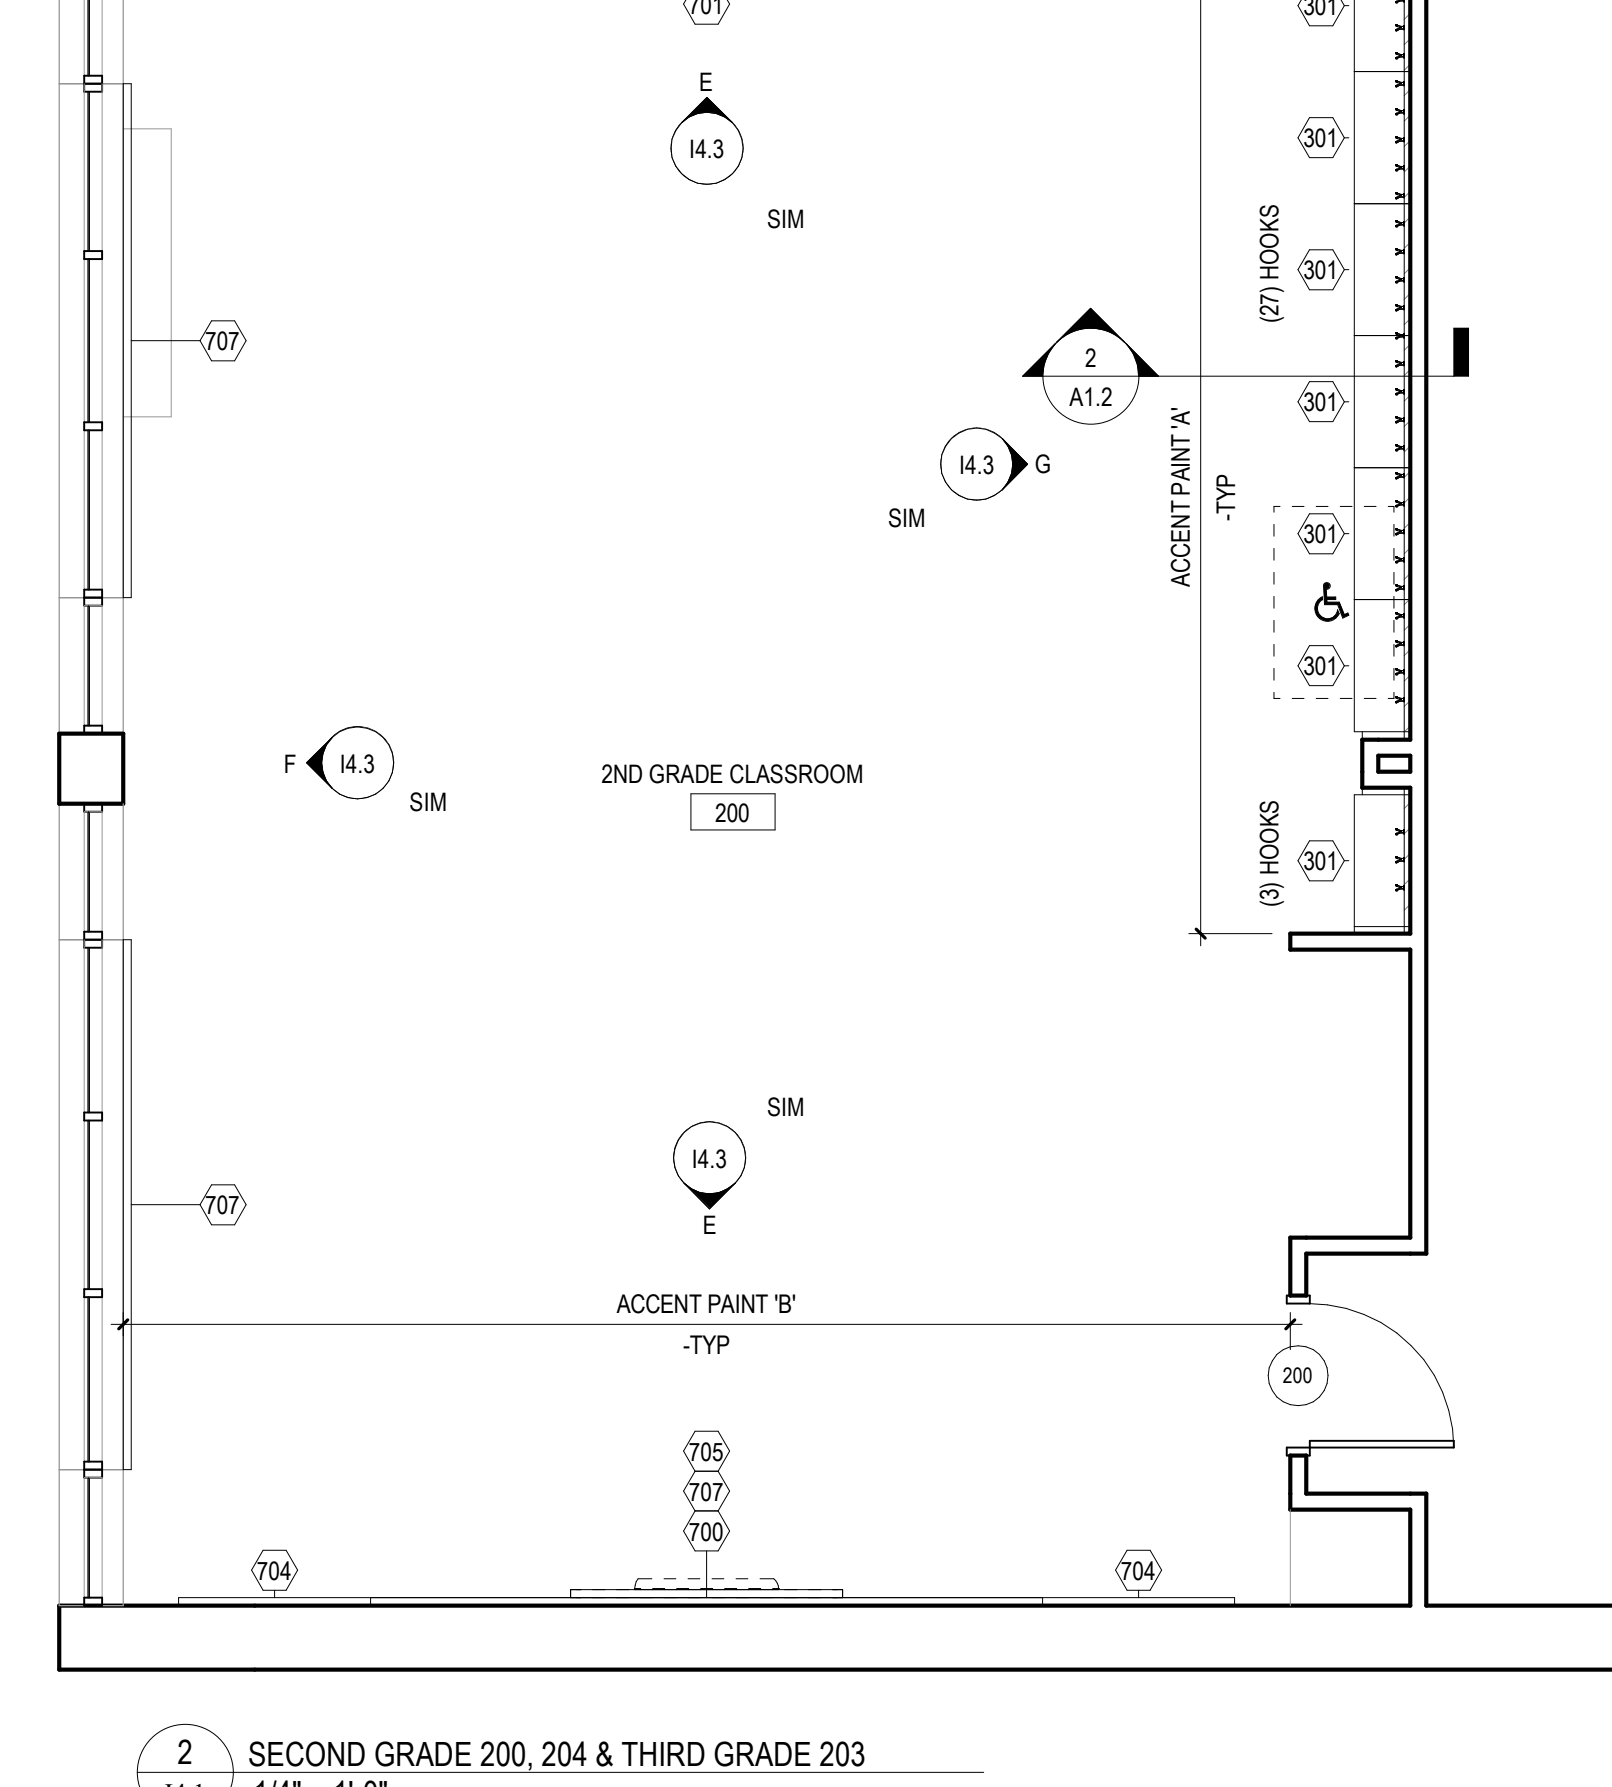 701
301
E
I4.3
301
SIM
(27) HOOKS
301
707
2
A1.2
301
ACCENT PAINT 'A'
-TYP
I4.3
G
SIM
301
301
F
I4.3
SIM
2ND GRADE CLASSROOM
200
(3) HOOKS
301
SIM
I4.3
E
707
ACCENT PAINT 'B'
-TYP
200
705
707
700
704
704
2
SECOND GRADE 200, 204 & THIRD GRADE 203